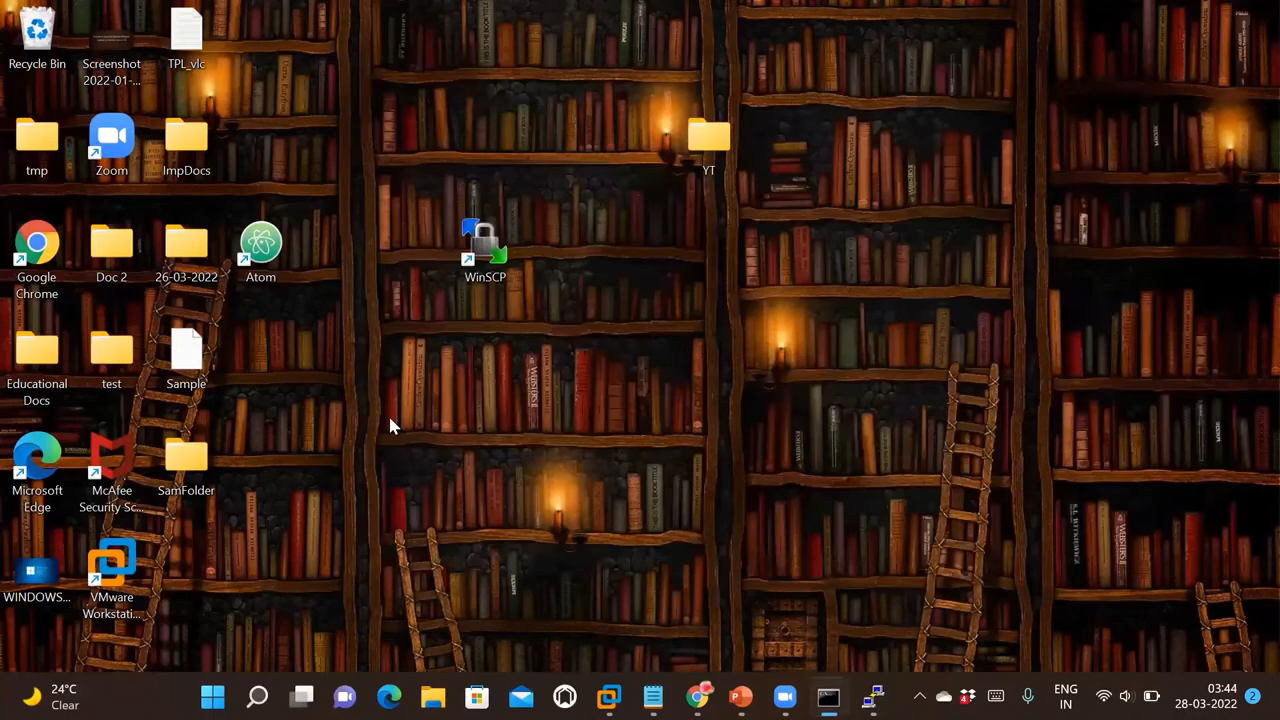 Recycle Bin
Screenshot
2022-01-...
TPL_vlc
tmp
Zoom
ImpDocs
YT
Google
Chrome
Doc 2
26-03-2022
Atom
WinSCP
Educational
Docs
test
Sample
Microsoft
Edge
McAfee
Security Sc...
SamFolder
WINDOWS...
VMware
Workstati...
24°C
Clear
ENG
IN
03:44
28-03-2022
2